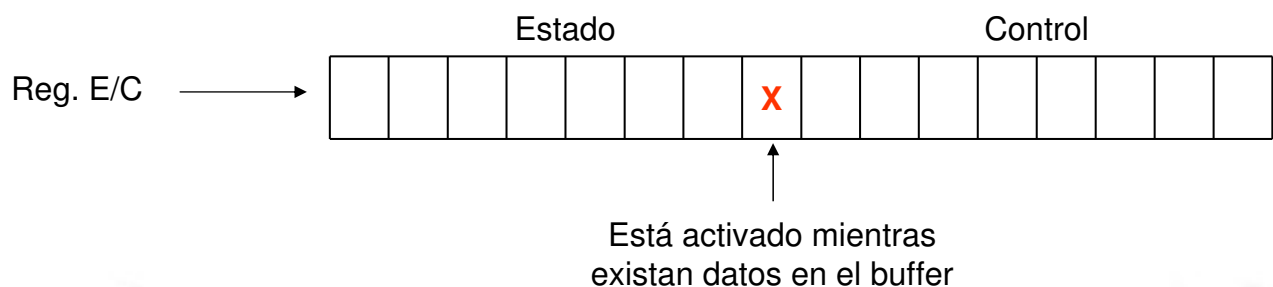 Estado
Control
Reg. E/C
X
Está activado mientras
existan datos en el buffer